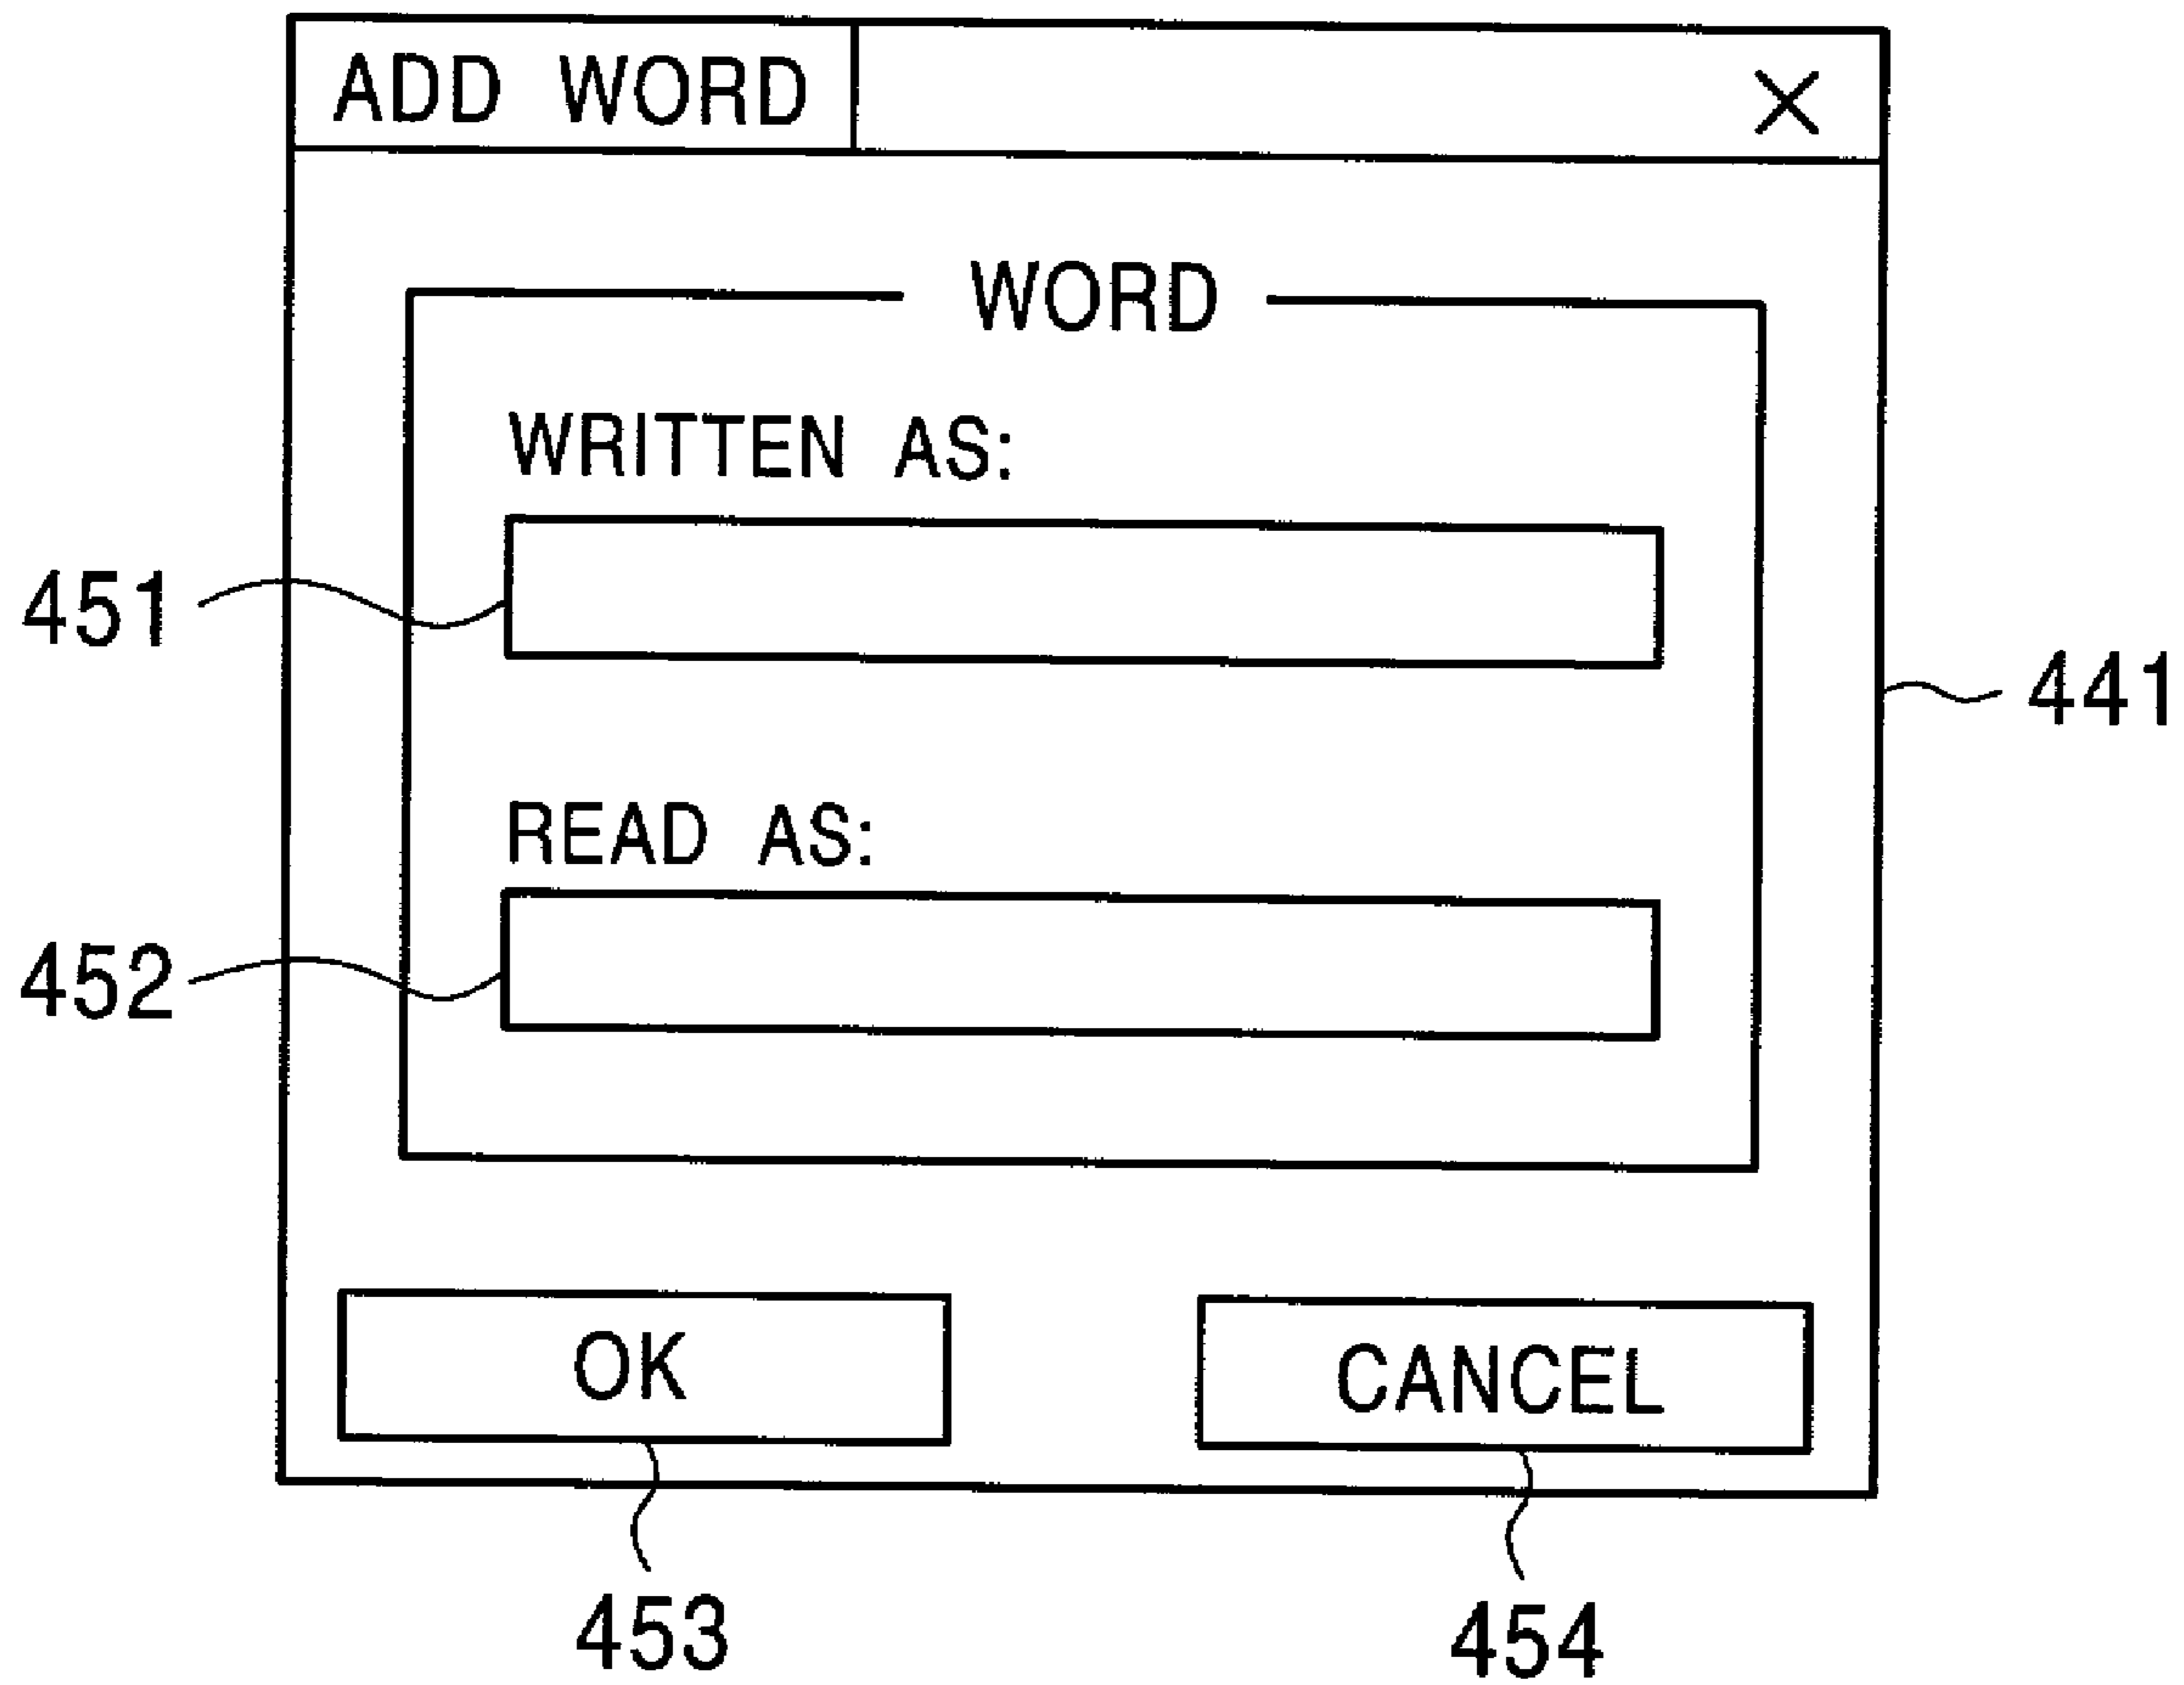 ADD WORD ×
WORD
WRITTEN AS:
451
441
READ AS:
452
OK CANCEL
453 454